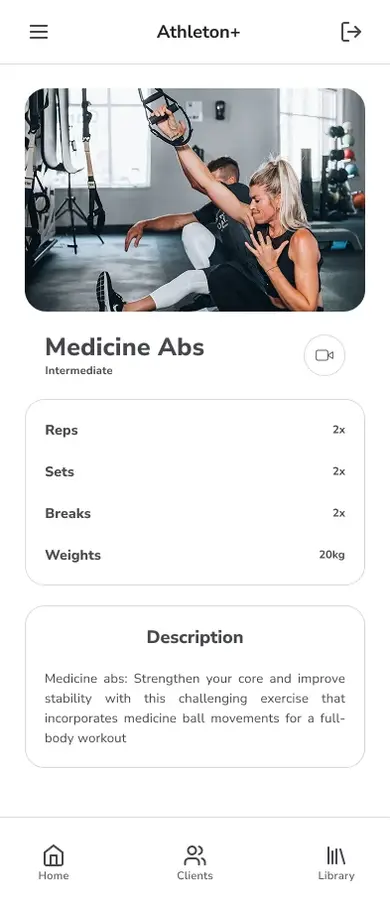 Athleton+
Medicine Abs
Intermediate
Reps 2x
Sets 2x
Breaks 2x
Weights 20kg
Description
Medicine abs: Strengthen your core and improve
stability with this challenging exercise that
incorporates medicine ball movements for a full-
body workout
Home Clients Library